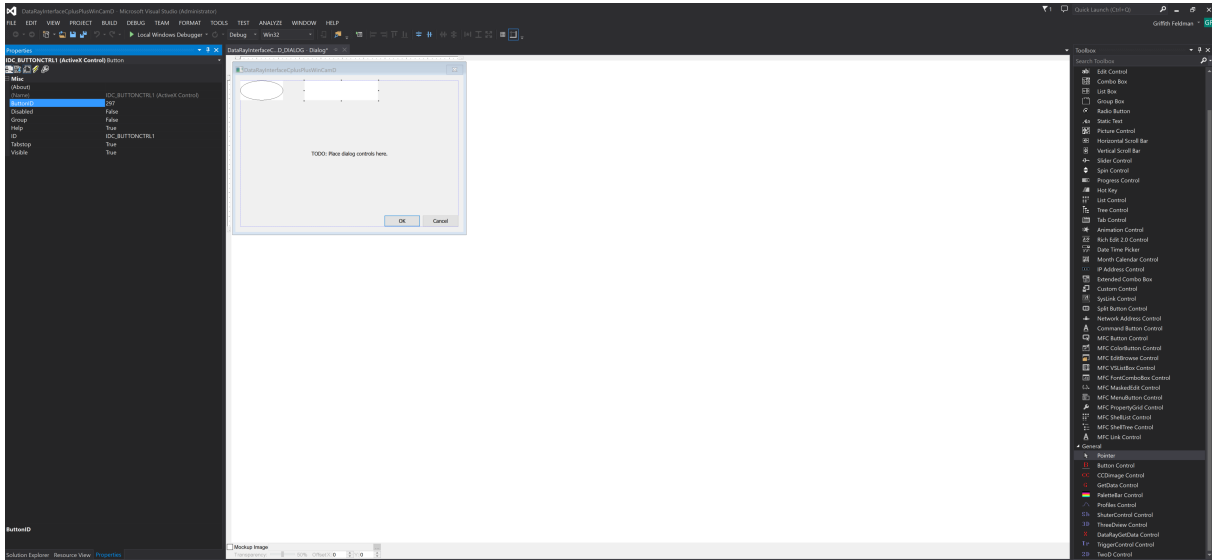 DataRayInterfaceCplusPlusWinCamD - Microsoft Visual Studio (Administrator)
1
Quick Launch (Ctrl+Q)
FILE EDIT VIEW PROJECT BUILD DEBUG TEAM FORMAT TOOLS TEST ANALYZE WINDOW HELP
Griffith Feldman
GF
Local Windows Debugger
Debug
Win32
Properties
IDC_BUTTONCTRL1 (ActiveX Control) Button
Misc
(About)
(Name) IDC_BUTTONCTRL1 (ActiveX Control)
ButtonID 297
Disabled False
Group False
Help True
ID IDC_BUTTONCTRL1
Tabstop True
Visible True
ButtonID
Solution Explorer Resource View Properties
DataRayInterfaceC...D_DIALOG - Dialog*
DataRayInterfaceCplusPlusWinCamD
TODO: Place dialog controls here.
OK Cancel
Mockup Image
Transparency: 50% Offset X: 0 Y: 0
Toolbox
Search Toolbox
Edit Control
Combo Box
List Box
Group Box
Radio Button
Static Text
Picture Control
Horizontal Scroll Bar
Vertical Scroll Bar
Slider Control
Spin Control
Progress Control
Hot Key
List Control
Tree Control
Tab Control
Animation Control
Rich Edit 2.0 Control
Date Time Picker
Month Calendar Control
IP Address Control
Extended Combo Box
Custom Control
SysLink Control
Split Button Control
Network Address Control
Command Button Control
MFC Button Control
MFC ColorButton Control
MFC EditBrowse Control
MFC VSListBox Control
MFC FontComboBox Control
MFC MaskedEdit Control
MFC MenuButton Control
MFC PropertyGrid Control
MFC ShellList Control
MFC ShellTree Control
MFC Link Control
General
Pointer
Button Control
CCDimage Control
GetData Control
PaletteBar Control
Profiles Control
ShuterControl Control
ThreeDview Control
DataRayGetData Control
TriggerControl Control
TwoD Control